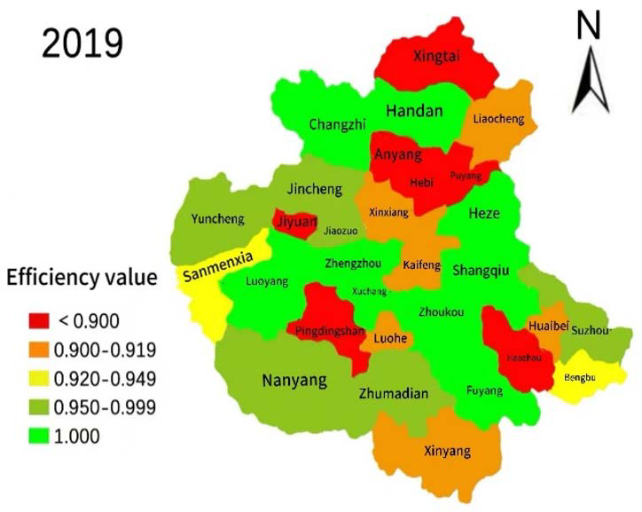 2019
N
Xingtai
Handan
Changzhi
Liaocheng
Anyang
Hebi
Puyang
Jincheng
Heze
Yuncheng
Jiyuan
Xinxiang
Jiaozuo
Sanmenxia
Zhengzhou
Kaifeng
Shangqiu
Luoyang
Xuchang
Zhoukou
Pingdingshan
Luohe
Huaibei
Suzhou
Bengbu
Nanyang
Zhumadian
Fuyang
Xinyang
Efficiency value
< 0.900
0.900-0.919
0.920-0.949
0.950-0.999
1.000